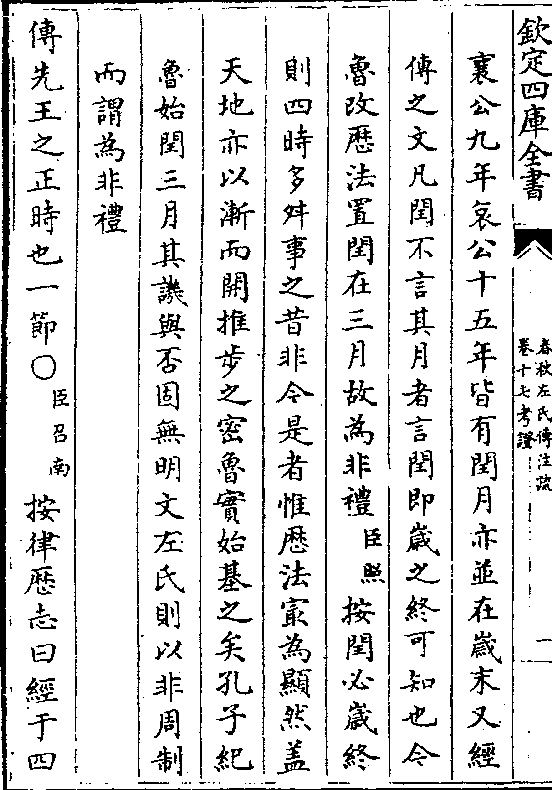 欽定四庫全書
春秋左氏傳注疏
卷十七考證
一
襄公九年哀公十五年皆有閏月亦並在歲末又經
傳之文凡閏不言其月者言閏即歲之終可知也今
魯改厯法置閏在三月故為非禮臣照按閏必歲終
則四時多舛事之昔非今是者惟厯法㝡為顯然盖
天地亦以漸而開推步之密魯實始基之矣孔子紀
魯始閏三月其譏與否固無明文左氏則以非周制
而謂為非禮
傳先王之正時也一節〇臣召南按律厯志曰經于四